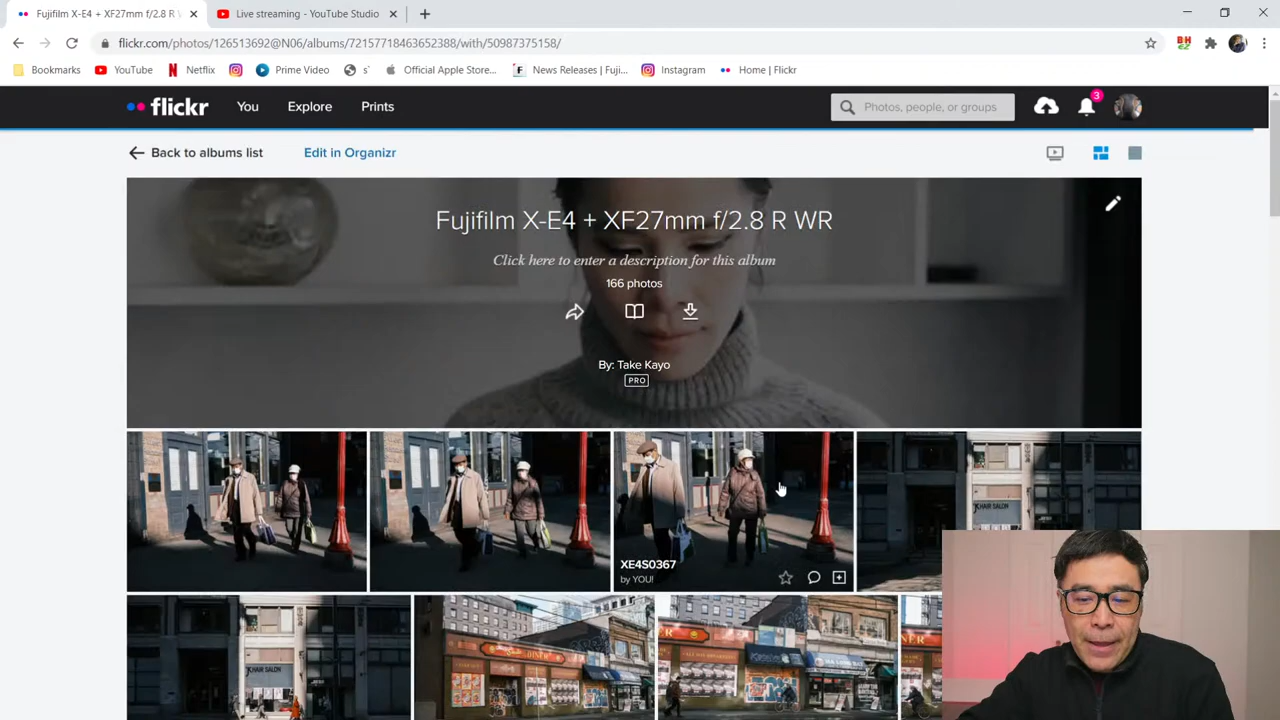 Fujifilm X-E4 + XF27mm f/2.8 R W
Live streaming - YouTube Studio
flickr.com/photos/126513692@N06/albums/72157718463652388/with/50987375158/
Bookmarks YouTube Netflix Prime Video s' Official Apple Store... News Releases | Fuji... Instagram Home | Flickr
flickr You Explore Prints Photos, people, or groups 3
Back to albums list Edit in Organizr
Fujifilm X-E4 + XF27mm f/2.8 R WR
Click here to enter a description for this album
166 photos
By: Take Kayo
PRO
KHAIR SALON
XE4S0367
by YOU!
KHAIR SALON
DINER